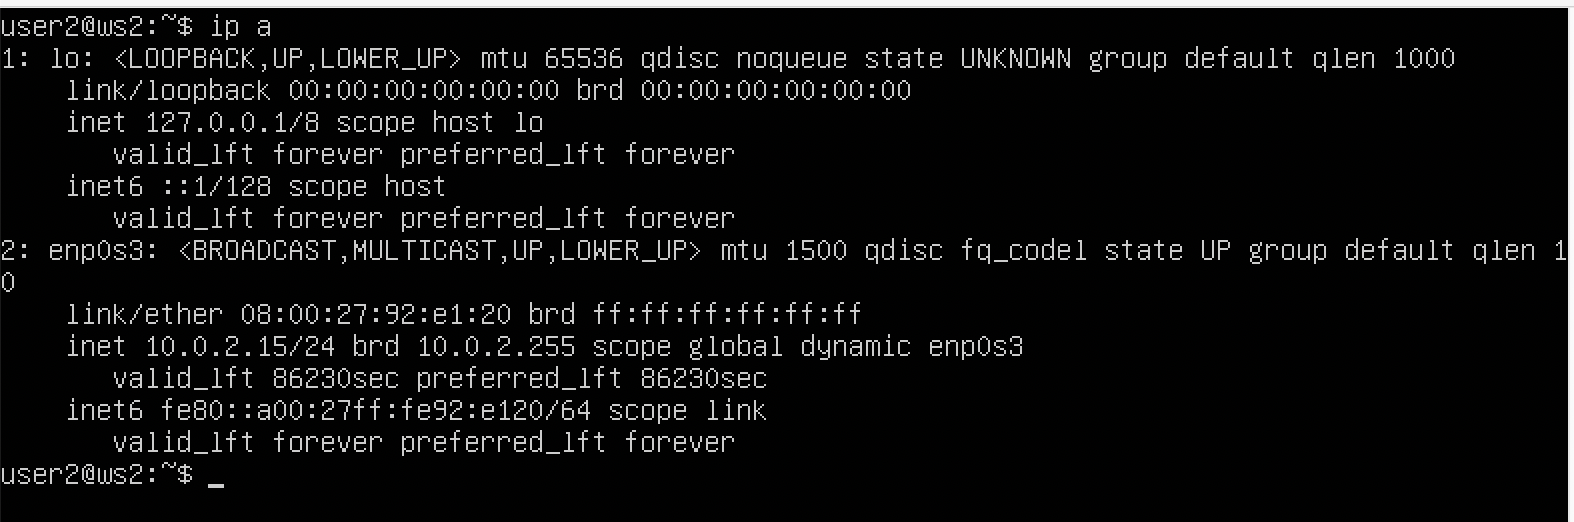 user2@ws2:~$ ip a
1: lo: <LOOPBACK,UP,LOWER_UP> mtu 65536 qdisc noqueue state UNKNOWN group default qlen 1000
    link/loopback 00:00:00:00:00:00 brd 00:00:00:00:00:00
    inet 127.0.0.1/8 scope host lo
       valid_lft forever preferred_lft forever
    inet6 ::1/128 scope host
       valid_lft forever preferred_lft forever
2: enp0s3: <BROADCAST,MULTICAST,UP,LOWER_UP> mtu 1500 qdisc fq_codel state UP group default qlen 1
0
    link/ether 08:00:27:92:e1:20 brd ff:ff:ff:ff:ff:ff
    inet 10.0.2.15/24 brd 10.0.2.255 scope global dynamic enp0s3
       valid_lft 86230sec preferred_lft 86230sec
    inet6 fe80::a00:27ff:fe92:e120/64 scope link
       valid_lft forever preferred_lft forever
user2@ws2:~$ _